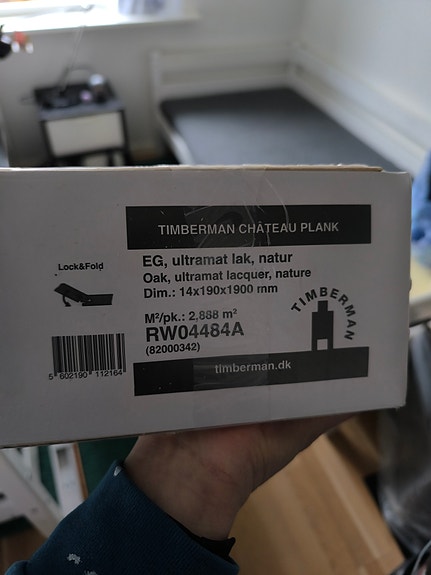 TIMBERMAN CHÂTEAU PLANK
Lock&Fold
EG, ultramat lak, natur
Oak, ultramat lacquer, nature
Dim.: 14x190x1900 mm
M²/pk.: 2,888 m²
RW04484A
(82000342)
TIMBERMAN
5 602190 112164
timberman.dk